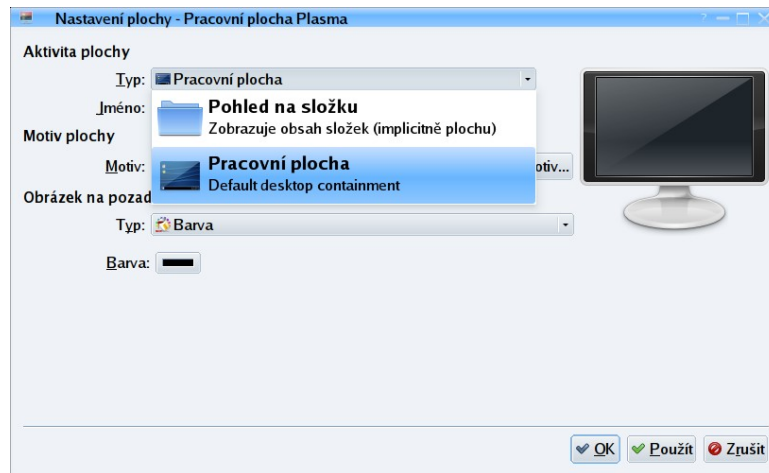 Nastavení plochy - Pracovní plocha Plasma
Aktivita plochy
Typ: Pracovní plocha
Jméno:
Pohled na složku
Zobrazuje obsah složek (implicitně plochu)
Motiv plochy
Pracovní plocha
Default desktop containment
Motiv: otiv...
Obrázek na pozad
Typ: Barva
Barva:
OK Použít Zrušit